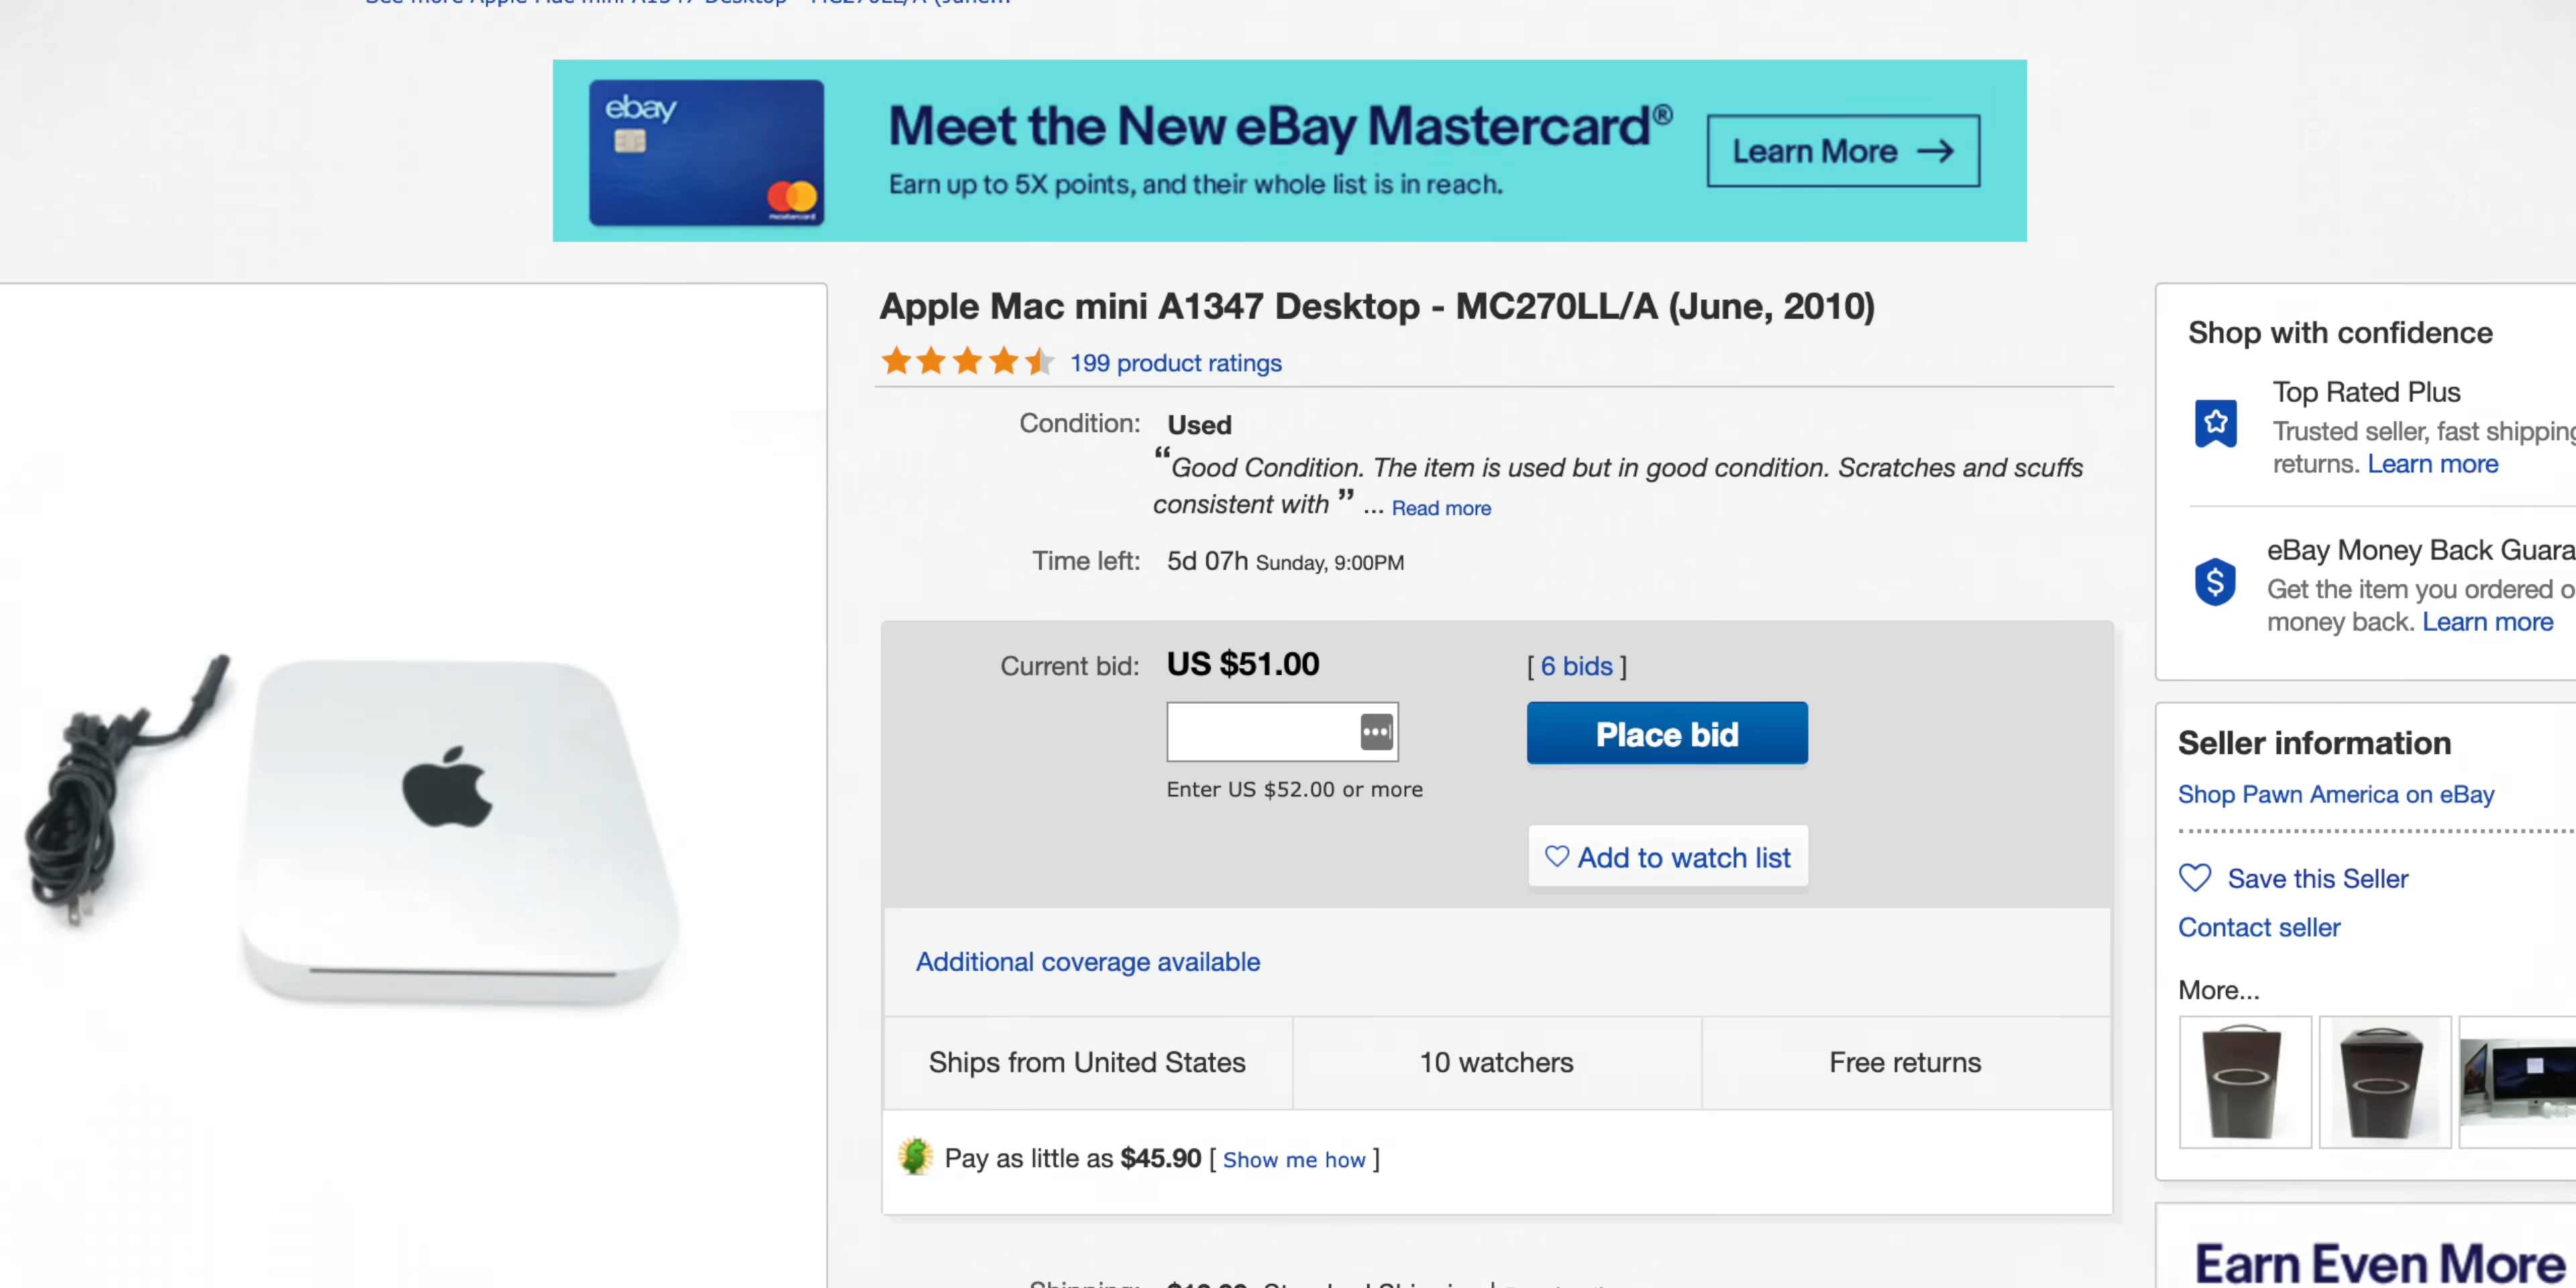 ebay
mastercard
Meet the New eBay Mastercard®
Earn up to 5X points, and their whole list is in reach.
Learn More →
Apple Mac mini A1347 Desktop - MC270LL/A (June, 2010)
199 product ratings
Condition: Used
“Good Condition. The item is used but in good condition. Scratches and scuffs
consistent with ” ... Read more
Time left: 5d 07h Sunday, 9:00PM
Current bid: US $51.00 [ 6 bids ]
Place bid
Enter US $52.00 or more
Add to watch list
Additional coverage available
Ships from United States
10 watchers
Free returns
Pay as little as $45.90 [ Show me how ]
Shop with confidence
Top Rated Plus
Trusted seller, fast shipping
returns. Learn more
eBay Money Back Guara
Get the item you ordered o
money back. Learn more
Seller information
Shop Pawn America on eBay
Save this Seller
Contact seller
More...
Earn Even More